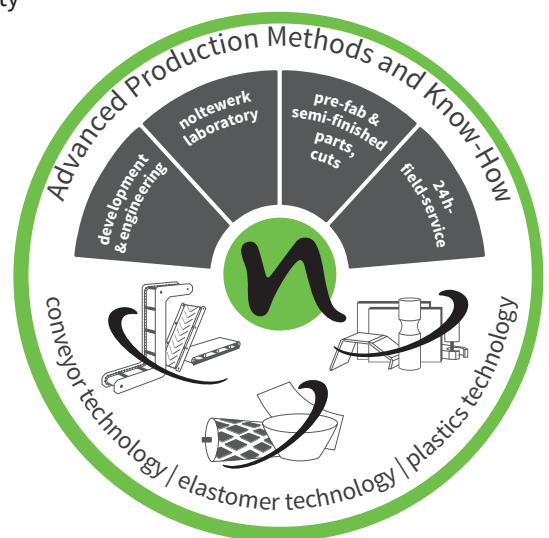 ty
Advanced Production Methods and Know-How
development
& engineering
noltewerk
laboratory
pre-fab &
semi-finished
parts,
cuts
24h-
field-service
n
conveyor technology | elastomer technology | plastics technology